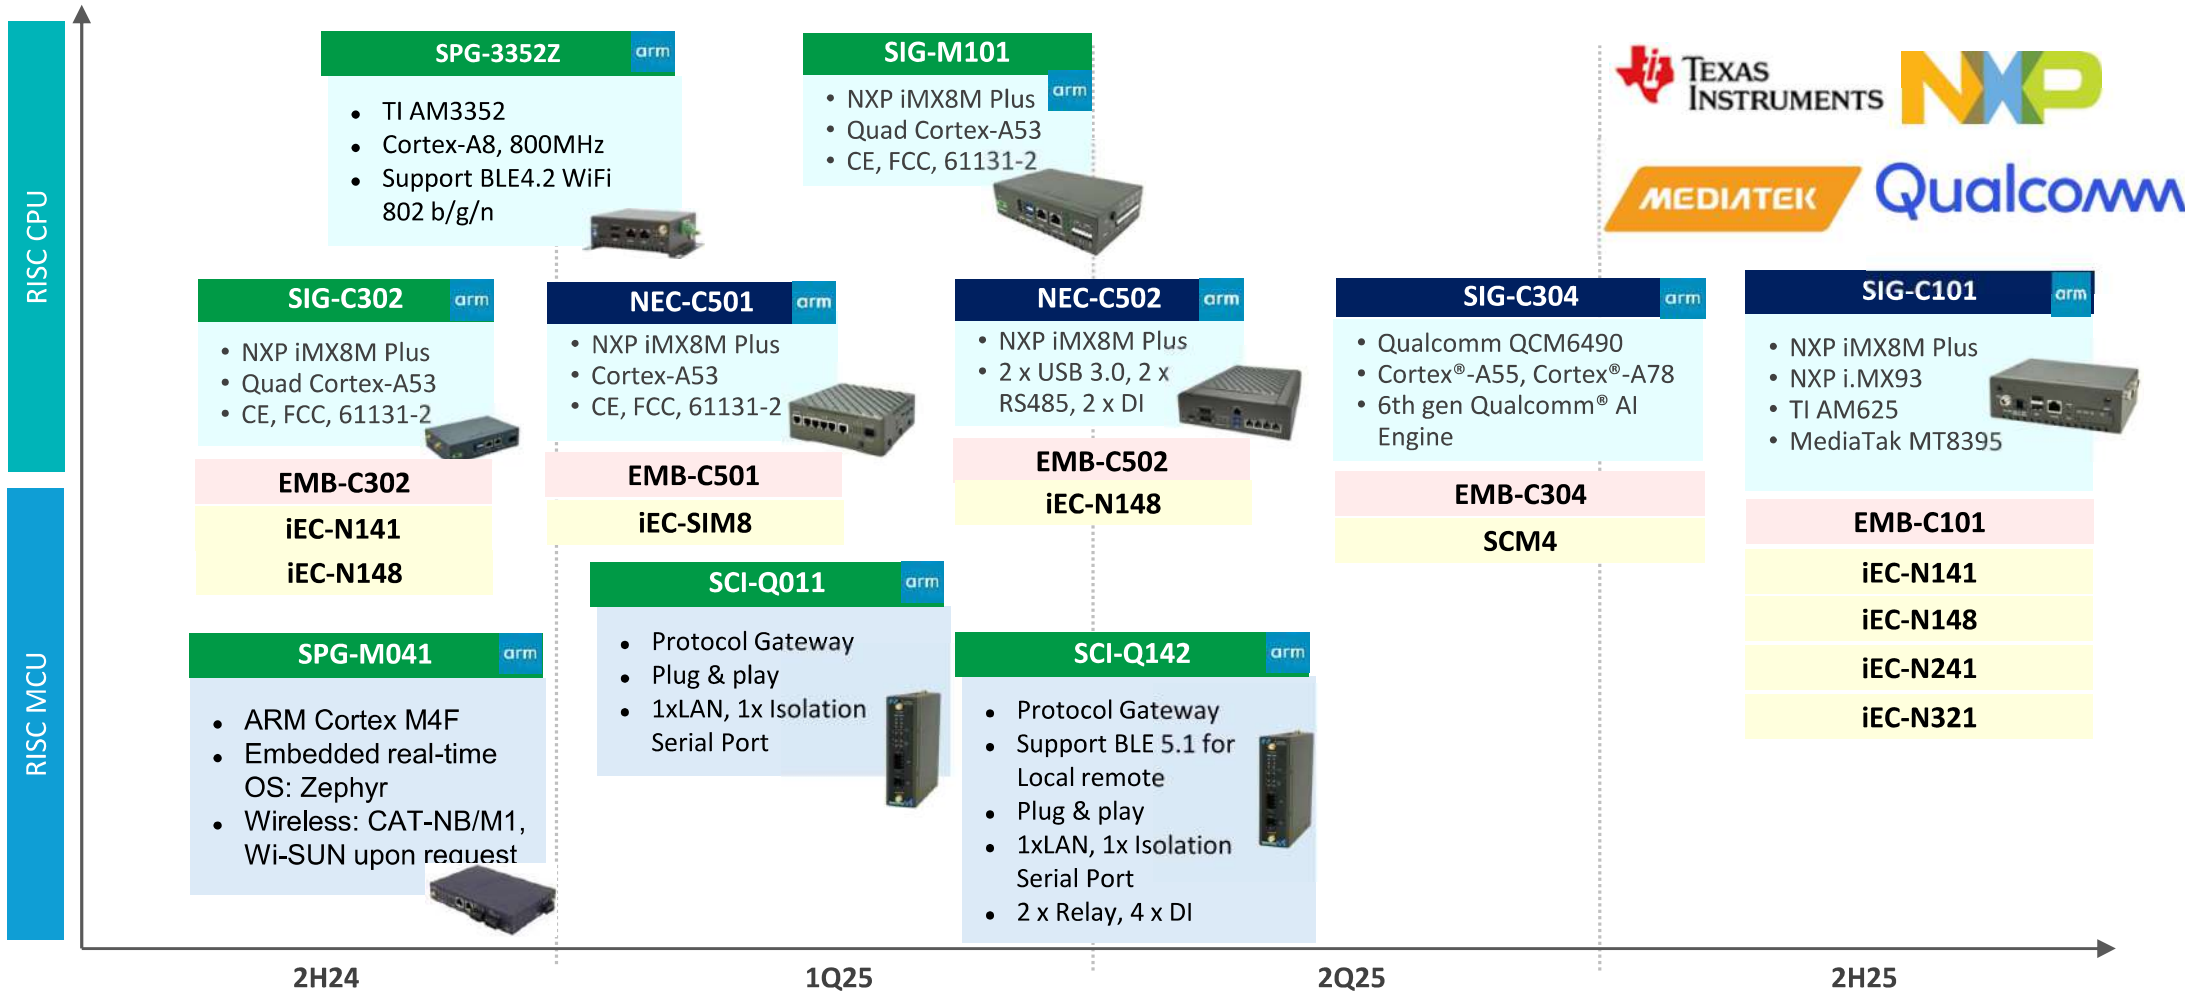 RISC CPU
RISC MCU
SPG-3352Z
arm
• TI AM3352
• Cortex-A8, 800MHz
• Support BLE4.2 WiFi
802 b/g/n
SIG-M101
arm
• NXP iMX8M Plus
• Quad Cortex-A53
• CE, FCC, 61131-2
TEXAS
INSTRUMENTS
NXP
MEDIATEK
Qualcomm
SIG-C302
arm
• NXP iMX8M Plus
• Quad Cortex-A53
• CE, FCC, 61131-2
EMB-C302
iEC-N141
iEC-N148
NEC-C501
arm
• NXP iMX8M Plus
• Cortex-A53
• CE, FCC, 61131-2
EMB-C501
iEC-SIM8
NEC-C502
arm
• NXP iMX8M Plus
• 2 x USB 3.0, 2 x
RS485, 2 x DI
EMB-C502
iEC-N148
SIG-C304
arm
• Qualcomm QCM6490
• Cortex®-A55, Cortex®-A78
• 6th gen Qualcomm® AI
Engine
EMB-C304
SCM4
SIG-C101
arm
• NXP iMX8M Plus
• NXP i.MX93
• TI AM625
• MediaTak MT8395
EMB-C101
iEC-N141
iEC-N148
iEC-N241
iEC-N321
SPG-M041
arm
• ARM Cortex M4F
• Embedded real-time
OS: Zephyr
• Wireless: CAT-NB/M1,
Wi-SUN upon request
SCI-Q011
arm
• Protocol Gateway
• Plug & play
• 1xLAN, 1x Isolation
Serial Port
SCI-Q142
arm
• Protocol Gateway
• Support BLE 5.1 for
Local remote
• Plug & play
• 1xLAN, 1x Isolation
Serial Port
• 2 x Relay, 4 x DI
2H24
1Q25
2Q25
2H25